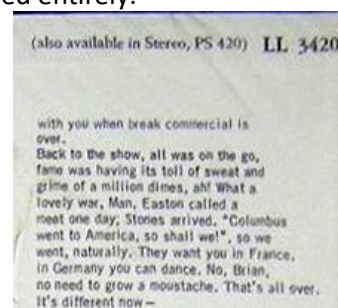 ed entirely.
(also available in Stereo, PS 420) LL 3420
with you when break commercial is
over.
Back to the show, all was on the go,
fame was having its toll of sweat and
grime of a million dimes, ah! What a
lovely war, Man, Easton called a
meet one day; Stones arrived. "Columbus
went to America, so shall we!", so we
went, naturally. They want you in France,
in Germany you can dance. No, Brian,
no need to grow a moustache. That's all over.
It's different now —